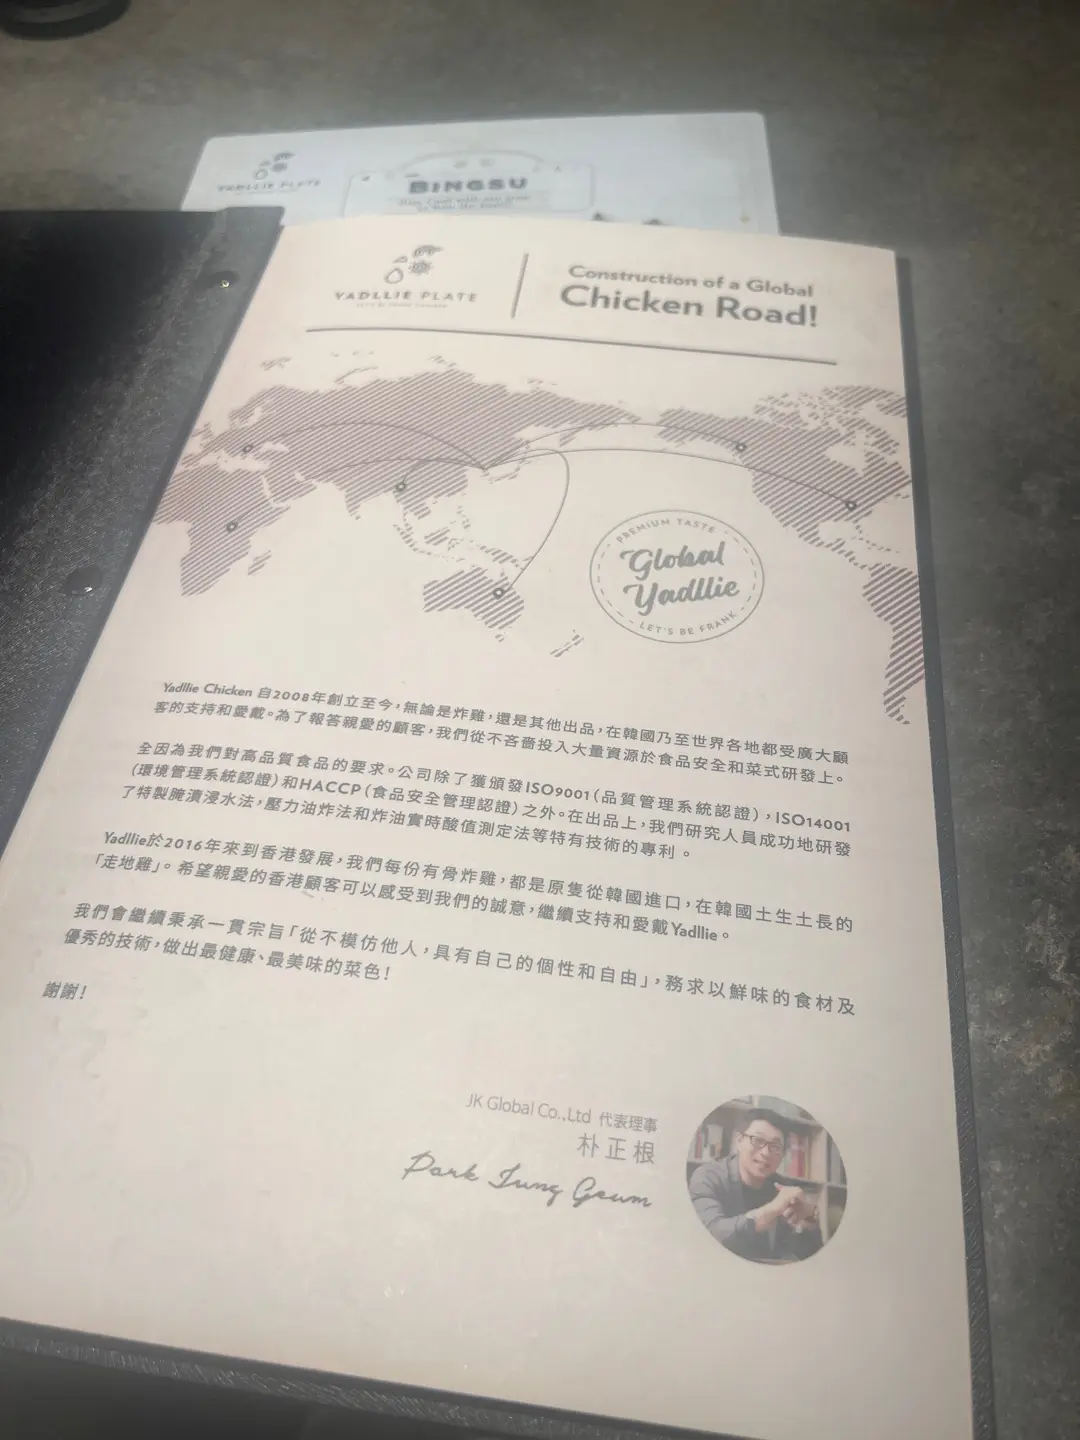 YADLLIE PLATE
BINGSU
YADLLIE PLATE
Construction of a Global
Chicken Road!
PREMIUM TASTE
Global
Yadllie
LET'S BE FRANK
Yadllie Chicken 自2008年創立至今，無論是炸雞，還是其他出品，在韓國乃至世界各地都受廣大顧
客的支持和愛戴。為了報答親愛的顧客，我們從不吝嗇投入大量資源於食品安全和菜式研發上。
全因為我們對高品質食品的要求。公司除了獲頒發ISO9001（品質管理系統認證），ISO14001
（環境管理系統認證）和HACCP（食品安全管理認證）之外。在出品上，我們研究人員成功地研發
了特製腌漬浸水法，壓力油炸法和炸油實時酸值測定法等特有技術的專利。
Yadllie於2016年來到香港發展，我們每份有骨炸雞，都是原隻從韓國進口，在韓國土生土長的
「走地雞」。希望親愛的香港顧客可以感受到我們的誠意，繼續支持和愛戴Yadllie。
我們會繼續秉承一貫宗旨「從不模仿他人，具有自己的個性和自由」，務求以鮮味的食材及
優秀的技術，做出最健康、最美味的菜色！
謝謝！
JK Global Co.,Ltd 代表理事
朴正根
Park Jung Geum